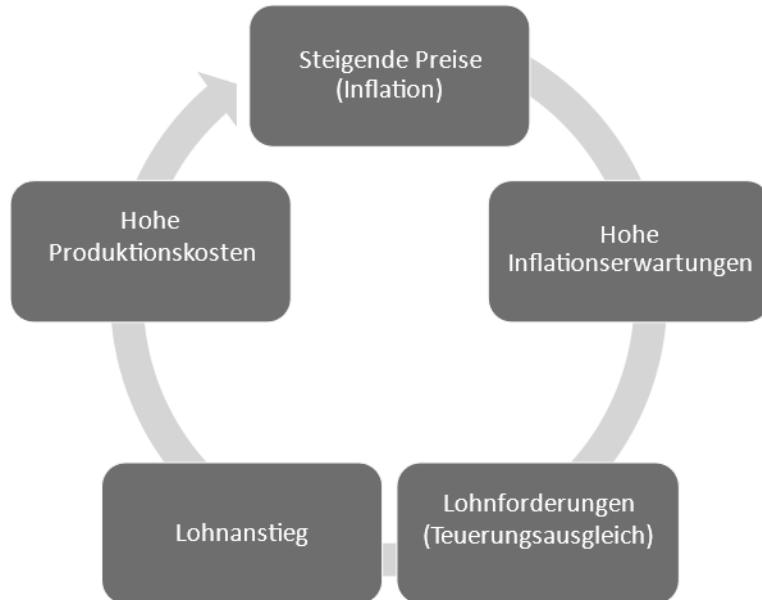 Steigende Preise
(Inflation)
Hohe
Inflationserwartungen
Lohnforderungen
(Teuerungsausgleich)
Lohnanstieg
Hohe
Produktionskosten